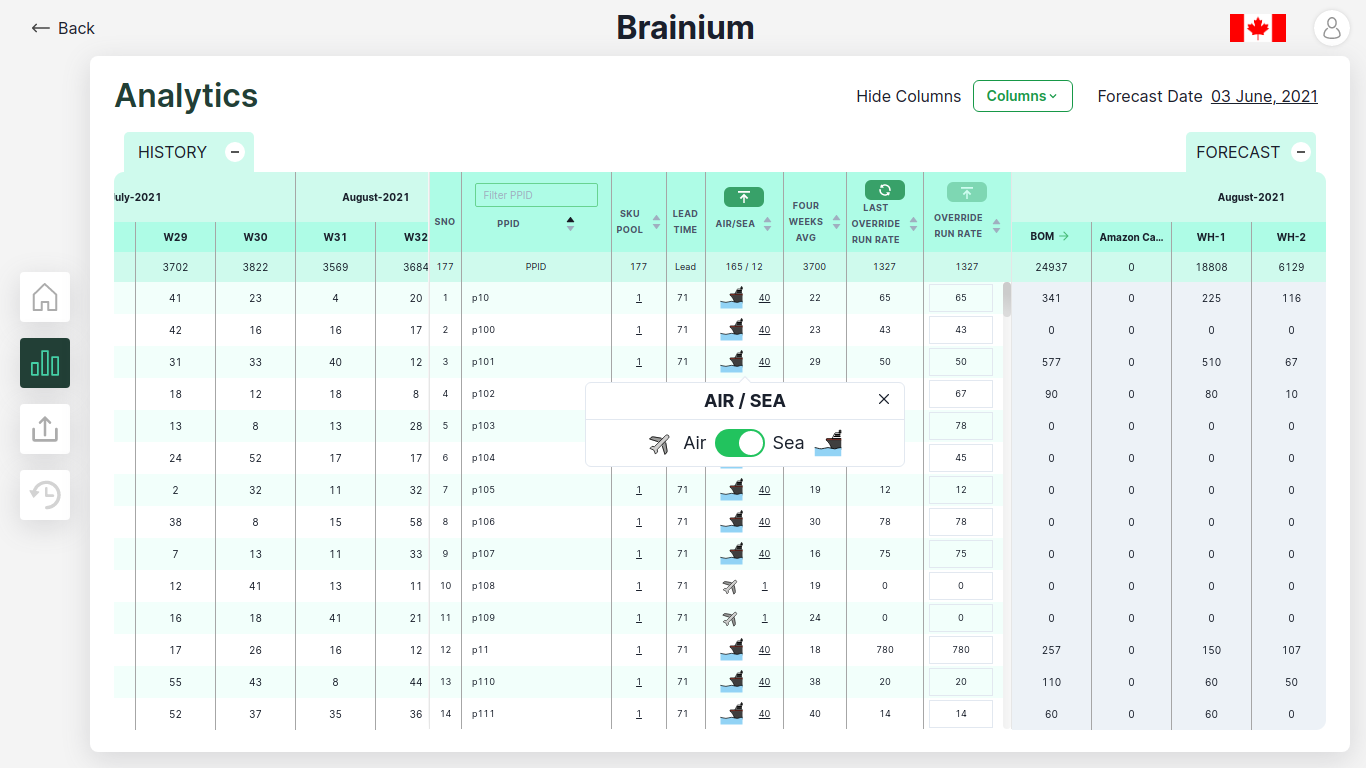 Back
Brainium
Analytics
Hide Columns Columns Forecast Date 03 June, 2021
HISTORY FORECAST
uly-2021 August-2021 Filter PPID August-2021
W29 W30 W31 W32 SNO PPID SKU POOL LEAD TIME AIR/SEA FOUR WEEKS AVG LAST OVERRIDE RUN RATE OVERRIDE RUN RATE BOM Amazon Ca... WH-1 WH-2
3702 3822 3569 3684 177 PPID 177 Lead 165 / 12 3700 1327 1327 24937 0 18808 6129
41 23 4 20 1 p10 1 71 40 22 65 65 341 0 225 116
42 16 16 17 2 p100 1 71 40 23 43 43 0 0 0 0
31 33 40 12 3 p101 1 71 40 29 50 50 577 0 510 67
18 12 18 8 4 p102 67 90 0 80 10
AIR / SEA
13 8 13 28 5 p103 78 0 0 0 0
Air Sea
24 52 17 17 6 p104 45 0 0 0 0
2 32 11 32 7 p105 1 71 40 19 12 12 0 0 0 0
38 8 15 58 8 p106 1 71 40 30 78 78 0 0 0 0
7 13 11 33 9 p107 1 71 40 16 75 75 0 0 0 0
12 41 13 11 10 p108 1 71 1 19 0 0 0 0 0 0
16 18 41 21 11 p109 1 71 1 24 0 0 0 0 0 0
17 26 16 12 12 p11 1 71 40 18 780 780 257 0 150 107
55 43 8 44 13 p110 1 71 40 38 20 20 110 0 60 50
52 37 35 36 14 p111 1 71 40 40 14 14 60 0 60 0